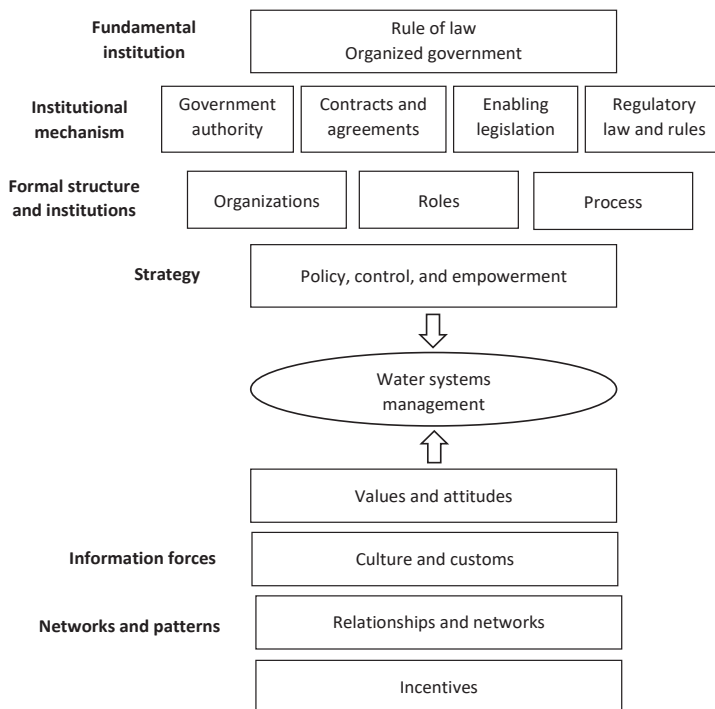 Fundamental
institution
Rule of law
Organized government
Institutional
mechanism
Government
authority
Contracts and
agreements
Enabling
legislation
Regulatory
law and rules
Formal structure
and institutions
Organizations
Roles
Process
Strategy
Policy, control, and empowerment
Water systems
management
Values and attitudes
Information forces
Culture and customs
Networks and patterns
Relationships and networks
Incentives